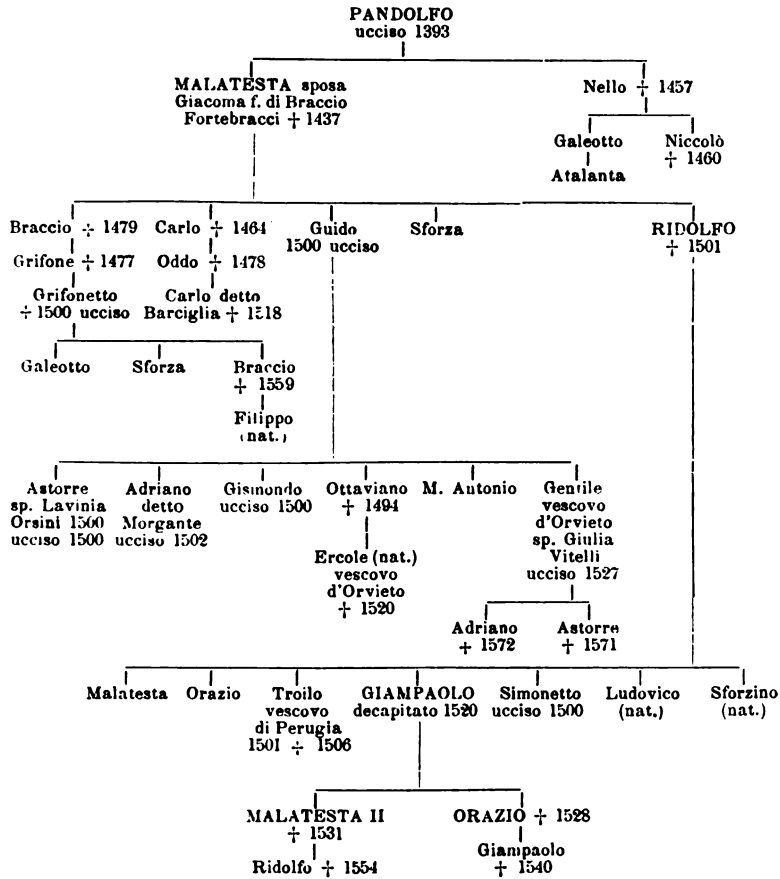 PANDOLFO
ucciso 1393
MALATESTA sposa
Giacoma f. di Braccio
Fortebracci † 1437
Nello † 1457
Galeotto
Niccolò
† 1460
Atalanta
Braccio † 1479
Carlo † 1464
Guido
1500 ucciso
Sforza
RIDOLFO
† 1501
Grifone † 1477
Oddo † 1478
Grifonetto
† 1500 ucciso
Carlo detto
Barciglia † 1518
Galeotto
Sforza
Braccio
† 1559
Filippo
(nat.)
Astorre
sp. Lavinia
Orsini 1500
ucciso 1500
Adriano
detto
Morgante
ucciso 1502
Gismondo
ucciso 1500
Ottaviano
† 1494
M. Autonio
Gentile
vescovo
d'Orvieto
sp. Giulia
Vitelli
ucciso 1527
Ercole (nat.)
vescovo
d'Orvieto
† 1520
Adriano
† 1572
Astorre
† 1571
Malatesta
Orazio
Troilo
vescovo
di Perugia
1501 † 1506
GIAMPAOLO
decapitato 1520
Simonetto
ucciso 1500
Ludovico
(nat.)
Sforzino
(nat.)
MALATESTA II
† 1531
ORAZIO † 1528
Ridolfo † 1554
Giampaolo
† 1540